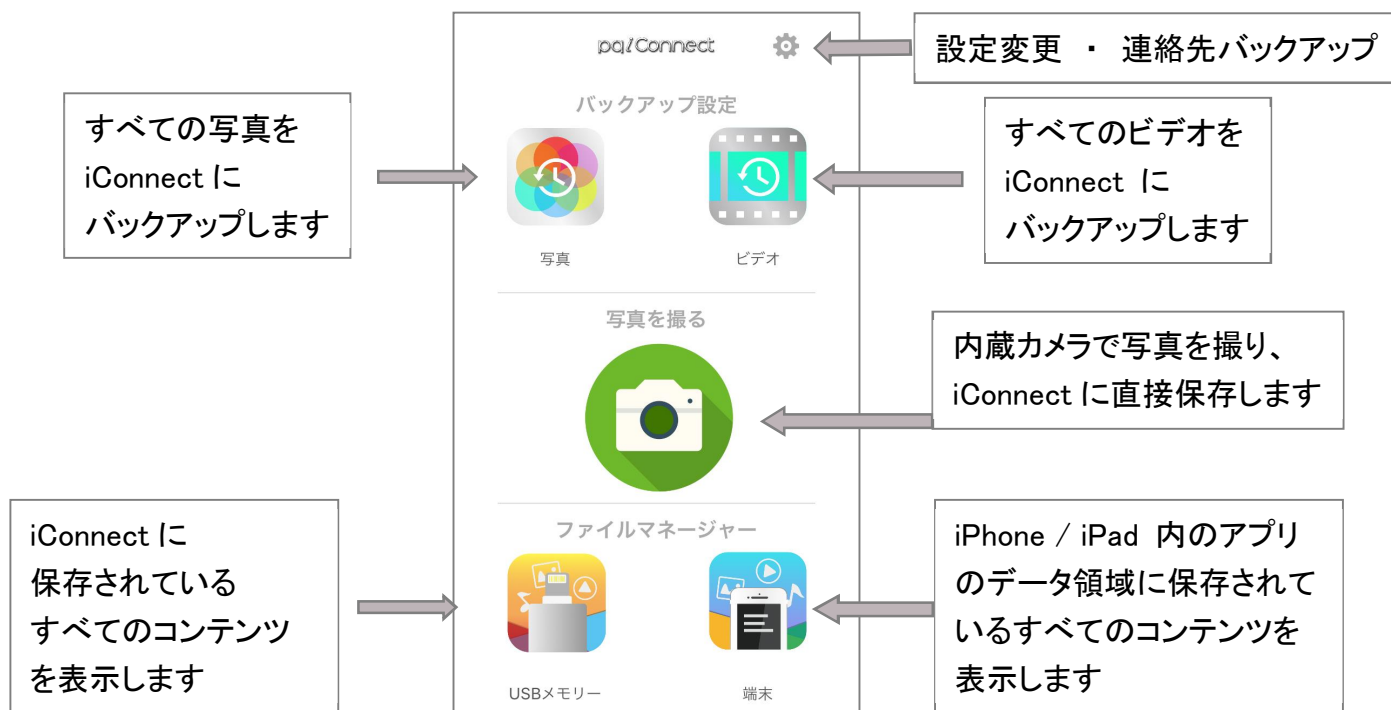 pqiConnect
設定変更 ・ 連絡先バックアップ
バックアップ設定
すべての写真を
iConnect に
バックアップします
すべてのビデオを
iConnect に
バックアップします
写真
ビデオ
写真を撮る
内蔵カメラで写真を撮り、
iConnect に直接保存します
ファイルマネージャー
iConnect に
保存されている
すべてのコンテンツ
を表示します
iPhone / iPad 内のアプリ
のデータ領域に保存されて
いるすべてのコンテンツを
表示します
USBメモリー
端末